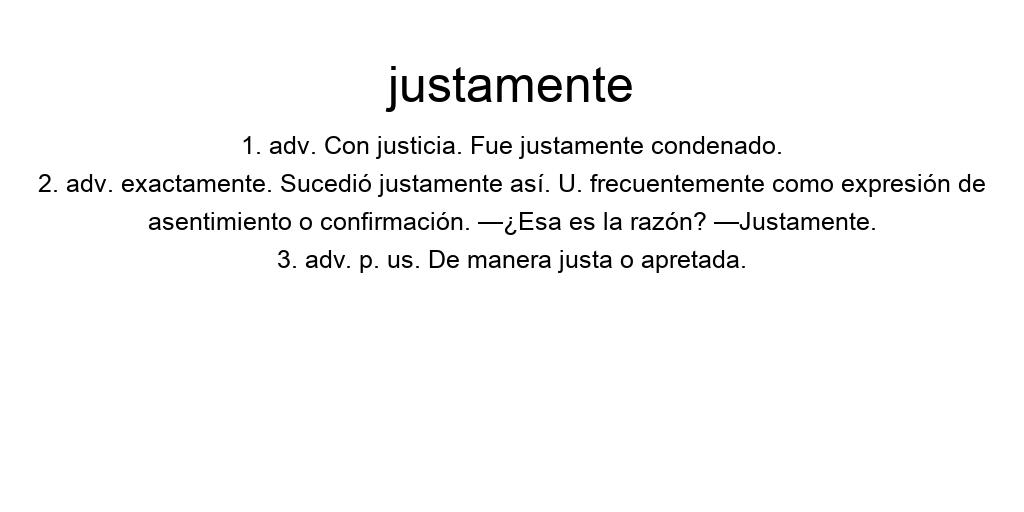 justamente
1. adv. Con justicia. Fue justamente condenado.
2. adv. exactamente. Sucedió justamente así. U. frecuentemente como expresión de
asentimiento o confirmación. —¿Esa es la razón? —Justamente.
3. adv. p. us. De manera justa o apretada.